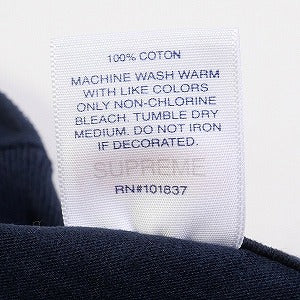 100% COTON
MACHINE WASH WARM
WITH LIKE COLORS
ONLY NON-CHLORINE
BLEACH. TUMBLE DRY
MEDIUM. DO NOT IRON
IF DECORATED.
SUPREME
RN#101837